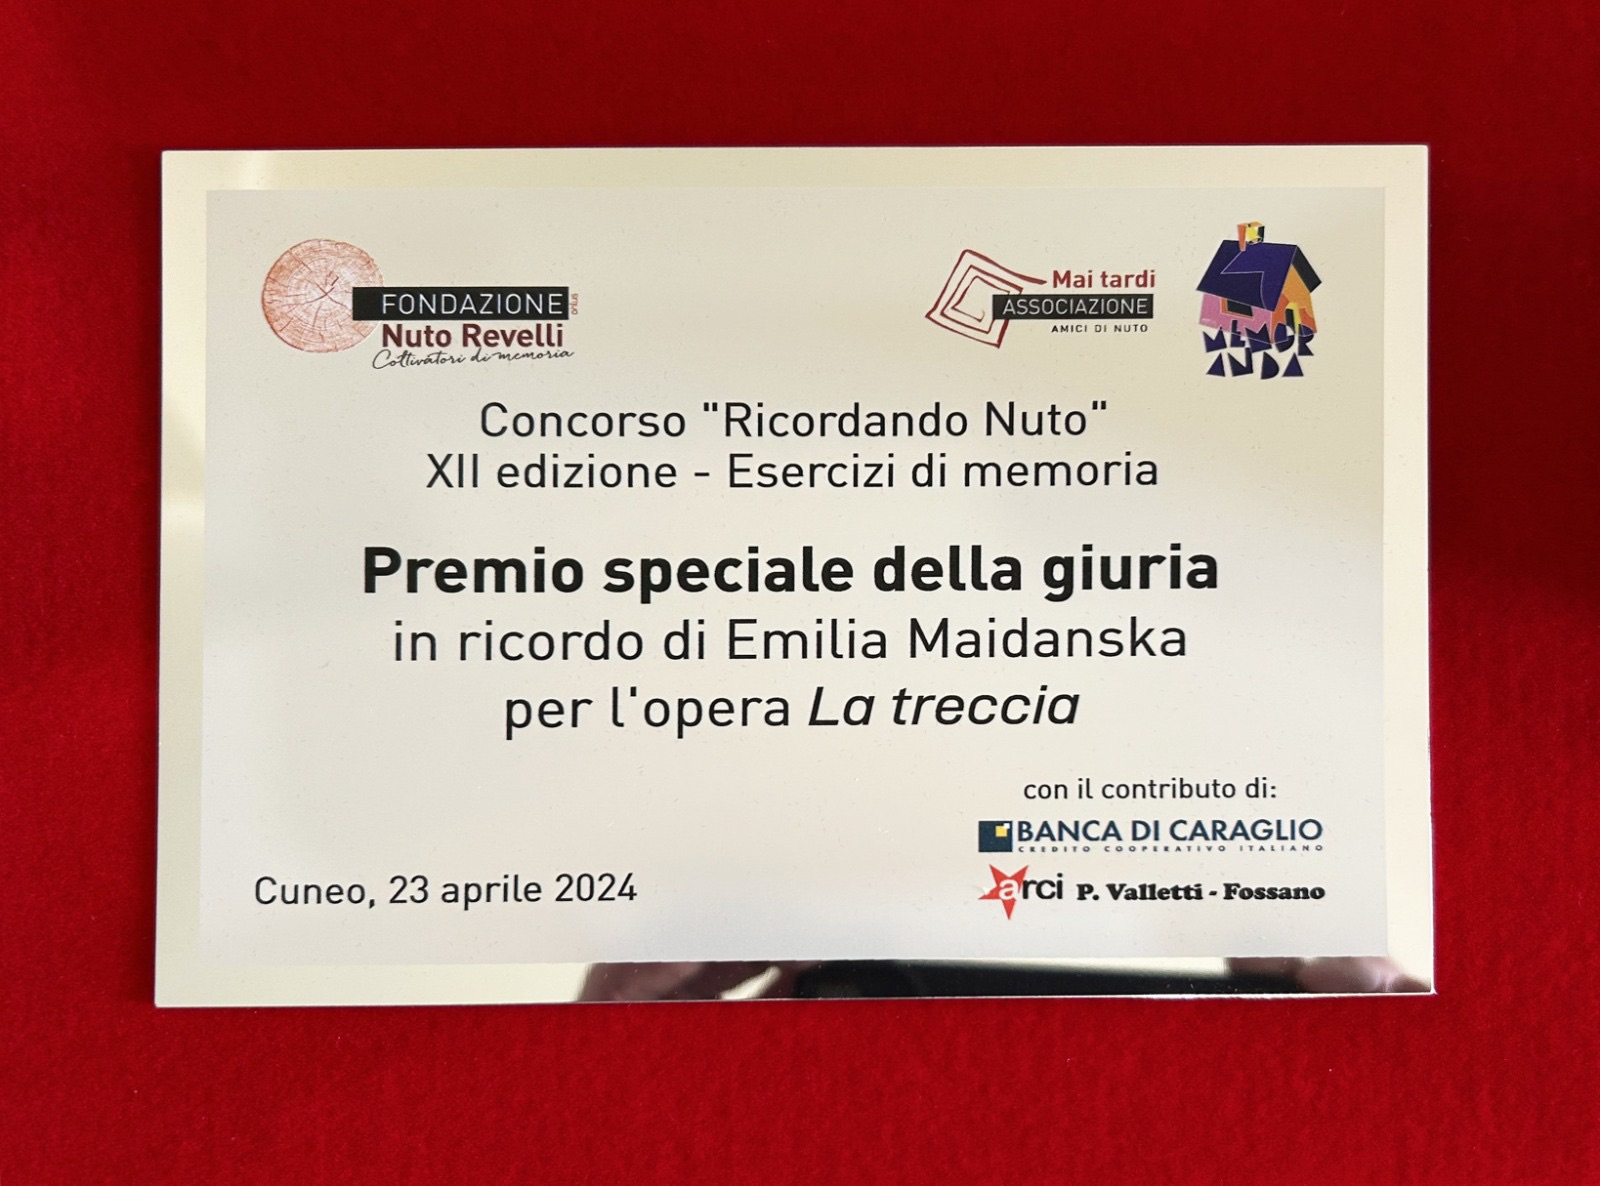 FONDAZIONE onlus
Nuto Revelli
Coltivatori di memoria
Mai tardi
ASSOCIAZIONE
AMICI DI NUTO
MEMOR
ANDA
Concorso "Ricordando Nuto"
XII edizione - Esercizi di memoria
Premio speciale della giuria
in ricordo di Emilia Maidanska
per l'opera La treccia
con il contributo di:
BANCA DI CARAGLIO
CREDITO COOPERATIVO ITALIANO
arci P. Valletti - Fossano
Cuneo, 23 aprile 2024